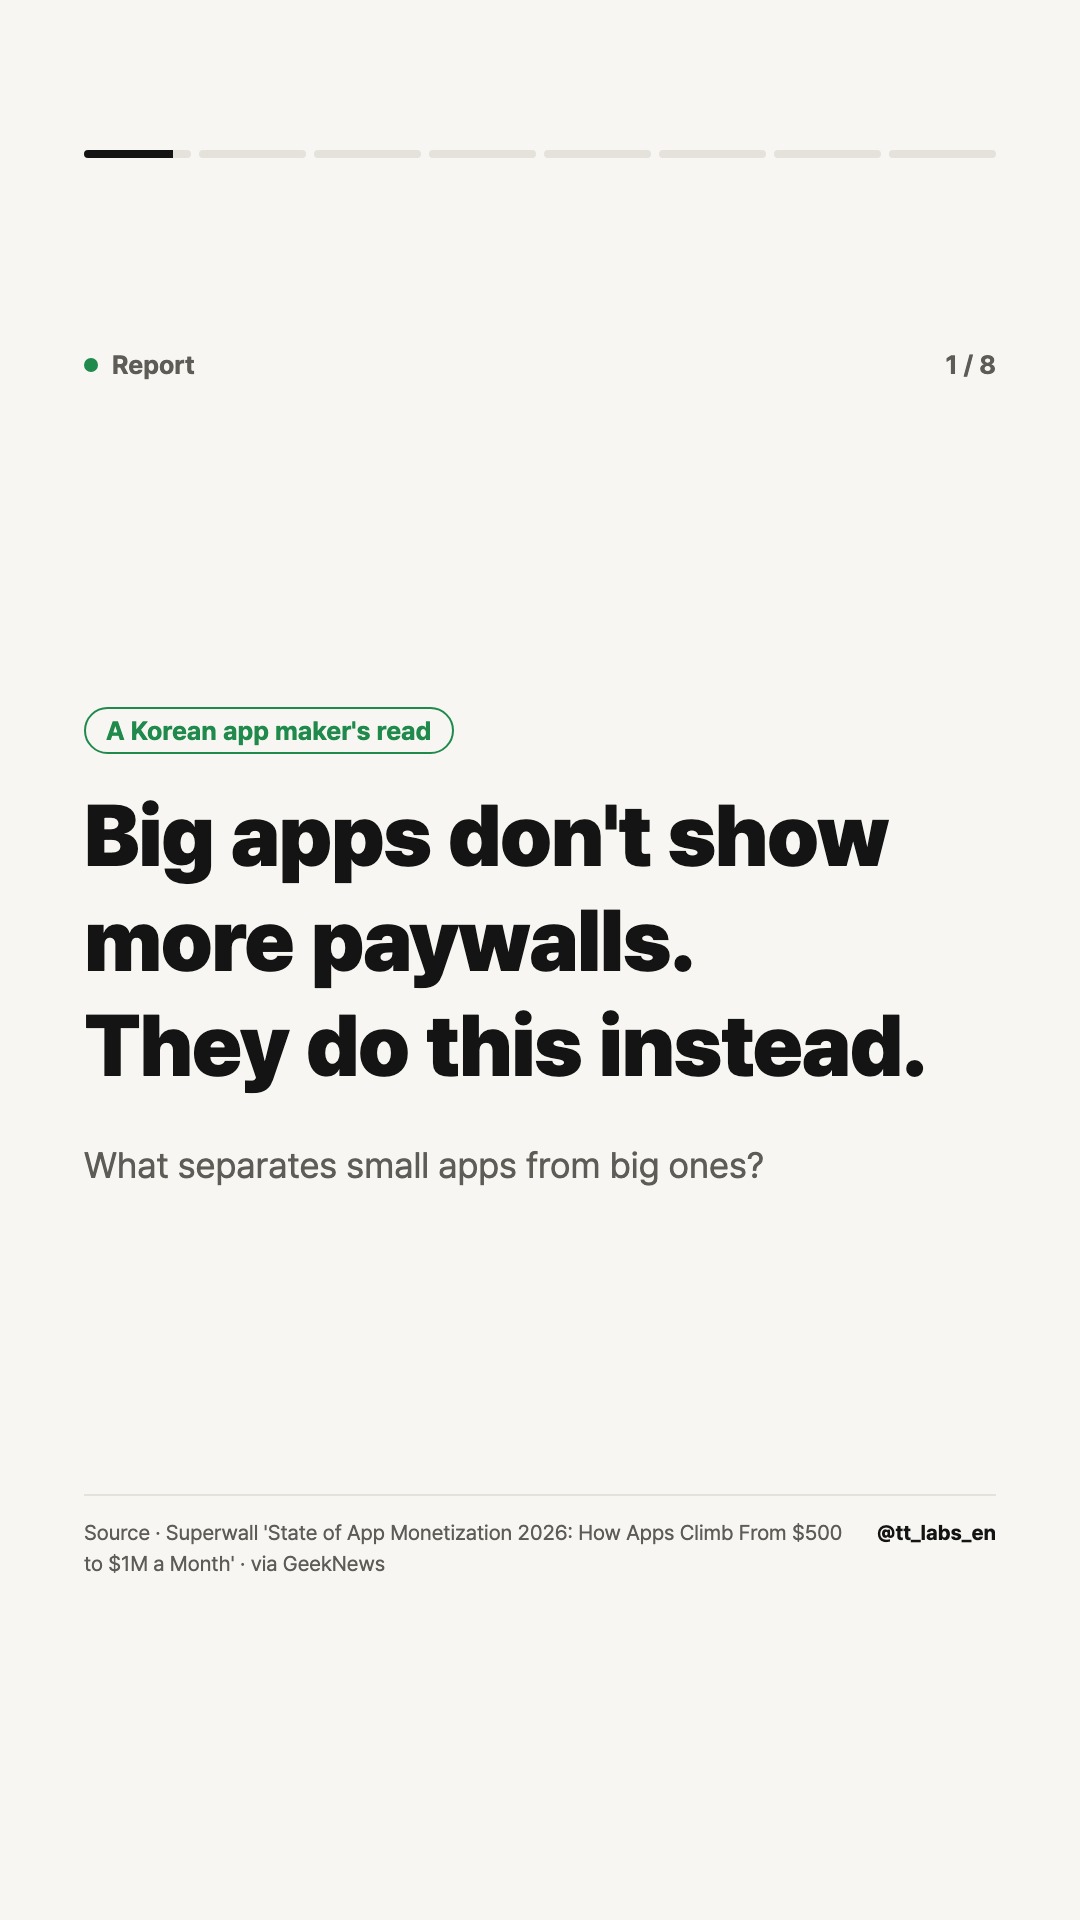 Report
1 / 8
A Korean app maker's read
Big apps don't show
more paywalls.
They do this instead.
What separates small apps from big ones?
Source · Superwall 'State of App Monetization 2026: How Apps Climb From $500
to $1M a Month' · via GeekNews
@tt_labs_en